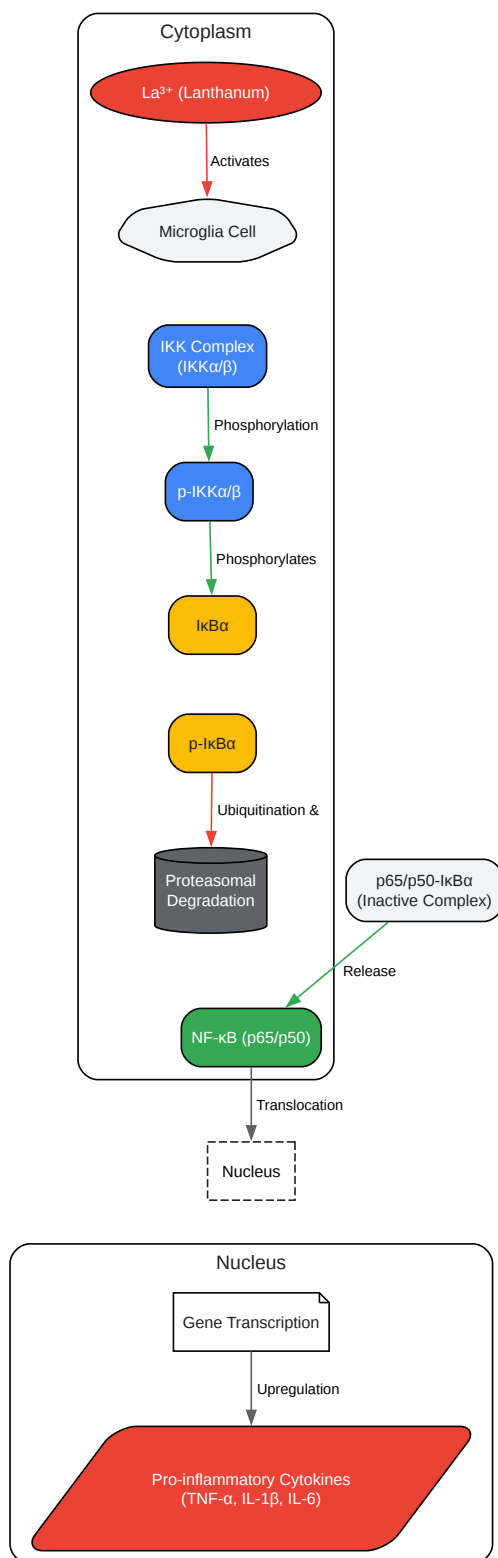 Cytoplasm
La³⁺ (Lanthanum)
Activates
Microglia Cell
IKK Complex
(IKKα/β)
Phosphorylation
p-IKKα/β
Phosphorylates
IκBα
p-IκBα
Ubiquitination &
Proteasomal
Degradation
p65/p50-IκBα
(Inactive Complex)
Release
NF-κB (p65/p50)
Translocation
Nucleus
Nucleus
Gene Transcription
Upregulation
Pro-inflammatory Cytokines
(TNF-α, IL-1β, IL-6)